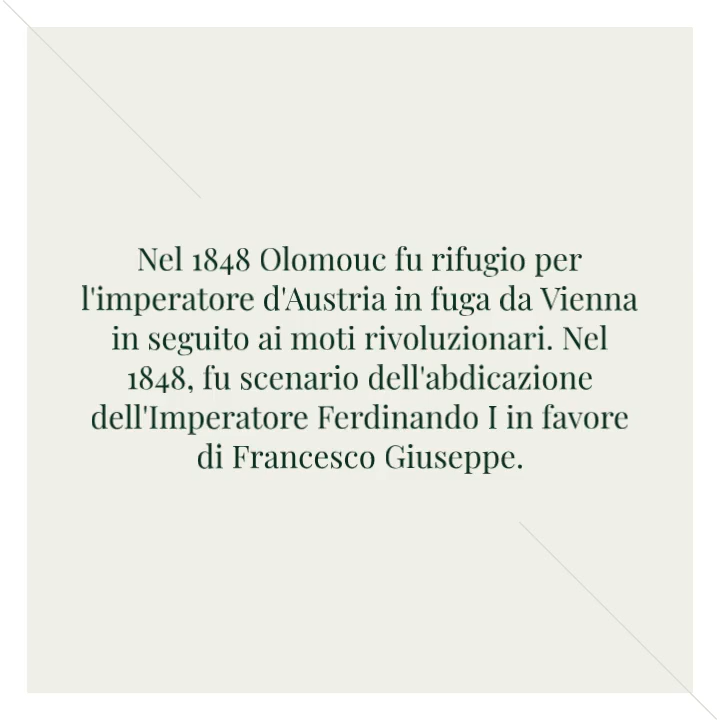 Nel 1848 Olomouc fu rifugio per
l'imperatore d'Austria in fuga da Vienna
in seguito ai moti rivoluzionari. Nel
1848, fu scenario dell'abdicazione
dell'Imperatore Ferdinando I in favore
di Francesco Giuseppe.